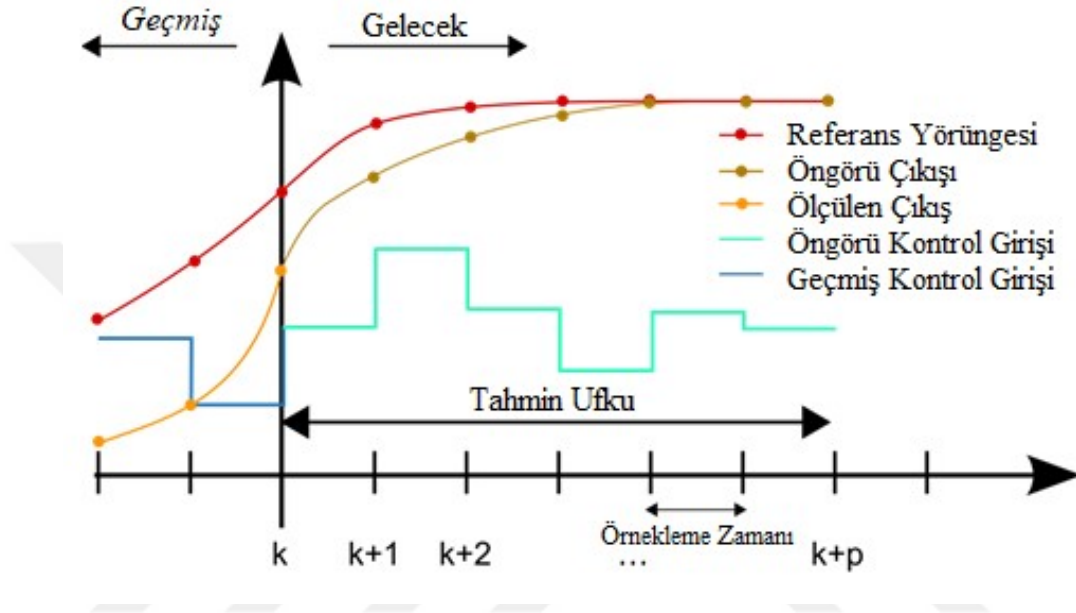 Geçmiş
Gelecek
Referans Yörüngesi
Öngörü Çıkışı
Ölçülen Çıkış
Öngörü Kontrol Girişi
Geçmiş Kontrol Girişi
Tahmin Ufku
Örnekleme Zamanı
k k+1 k+2 ... k+p